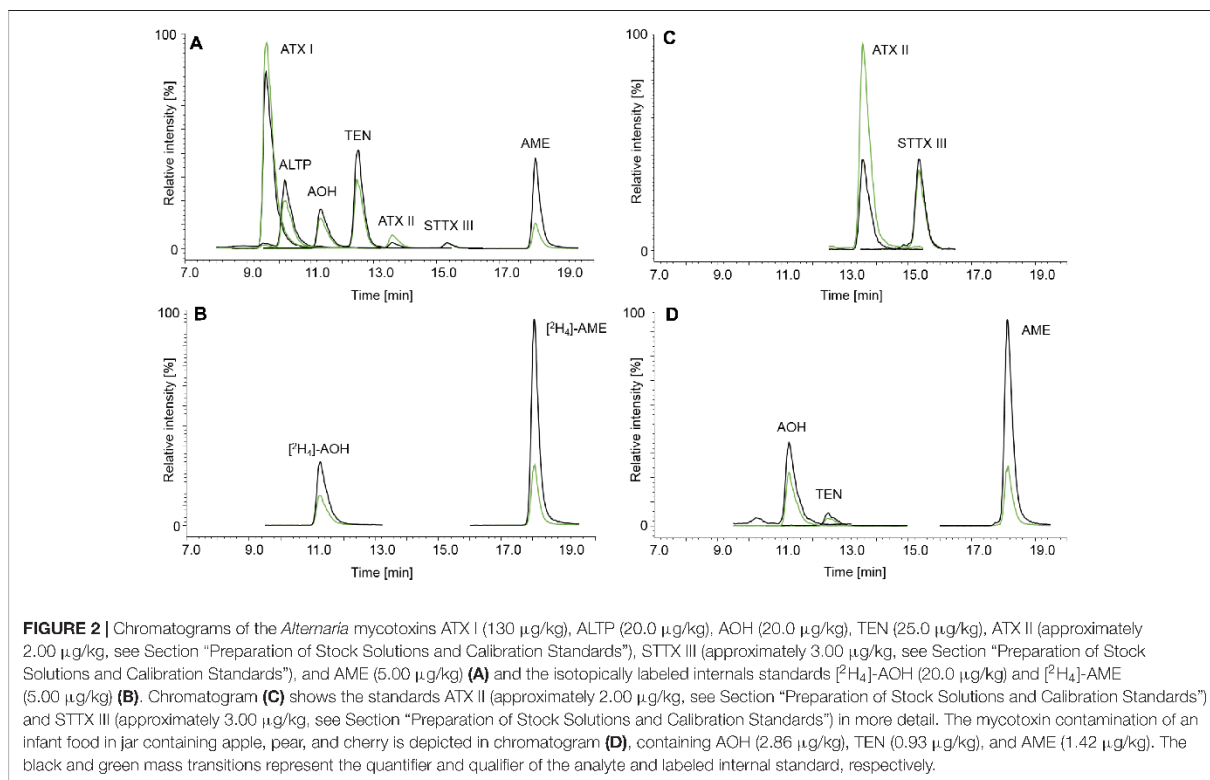 A
100
Relative intensity [%]
0
ATX I
ALTP
AOH
TEN
ATX II
STTX III
AME
7.0 9.0 11.0 13.0 15.0 17.0 19.0
Time [min]
C
100
Relative intensity [%]
0
ATX II
STTX III
7.0 9.0 11.0 13.0 15.0 17.0 19.0
Time [min]
B
100
Relative intensity [%]
0
[²H₄]-AOH
[²H₄]-AME
7.0 9.0 11.0 13.0 15.0 17.0 19.0
Time [min]
D
100
Relative intensity [%]
0
AOH
TEN
AME
7.0 9.0 11.0 13.0 15.0 17.0 19.0
Time [min]
FIGURE 2 | Chromatograms of the Alternaria mycotoxins ATX I (130 μg/kg), ALTP (20.0 μg/kg), AOH (20.0 μg/kg), TEN (25.0 μg/kg), ATX II (approximately
2.00 μg/kg, see Section "Preparation of Stock Solutions and Calibration Standards"), STTX III (approximately 3.00 μg/kg, see Section "Preparation of Stock
Solutions and Calibration Standards"), and AME (5.00 μg/kg) (A) and the isotopically labeled internals standards [²H₄]-AOH (20.0 μg/kg) and [²H₄]-AME
(5.00 μg/kg) (B). Chromatogram (C) shows the standards ATX II (approximately 2.00 μg/kg, see Section "Preparation of Stock Solutions and Calibration Standards")
and STTX III (approximately 3.00 μg/kg, see Section "Preparation of Stock Solutions and Calibration Standards") in more detail. The mycotoxin contamination of an
infant food in jar containing apple, pear, and cherry is depicted in chromatogram (D), containing AOH (2.86 μg/kg), TEN (0.93 μg/kg), and AME (1.42 μg/kg). The
black and green mass transitions represent the quantifier and qualifier of the analyte and labeled internal standard, respectively.